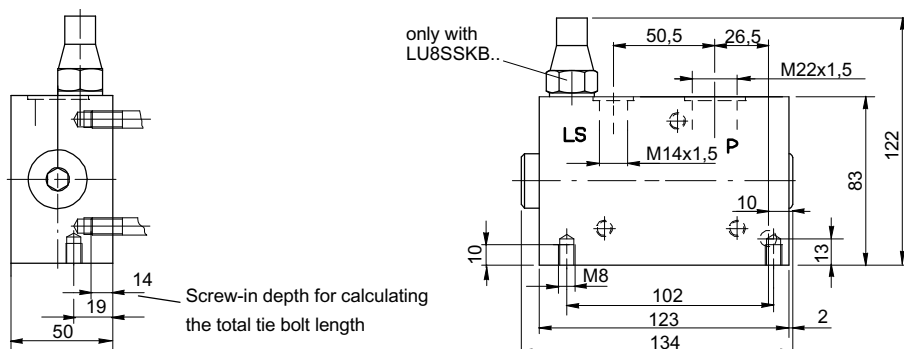 only with
LU8SSKB..
50,5
26,5
M22x1,5
LS
P
M14x1,5
122
83
10
10
13
M8
102
123
2
134
14
19
50
Screw-in depth for calculating
the total tie bolt length